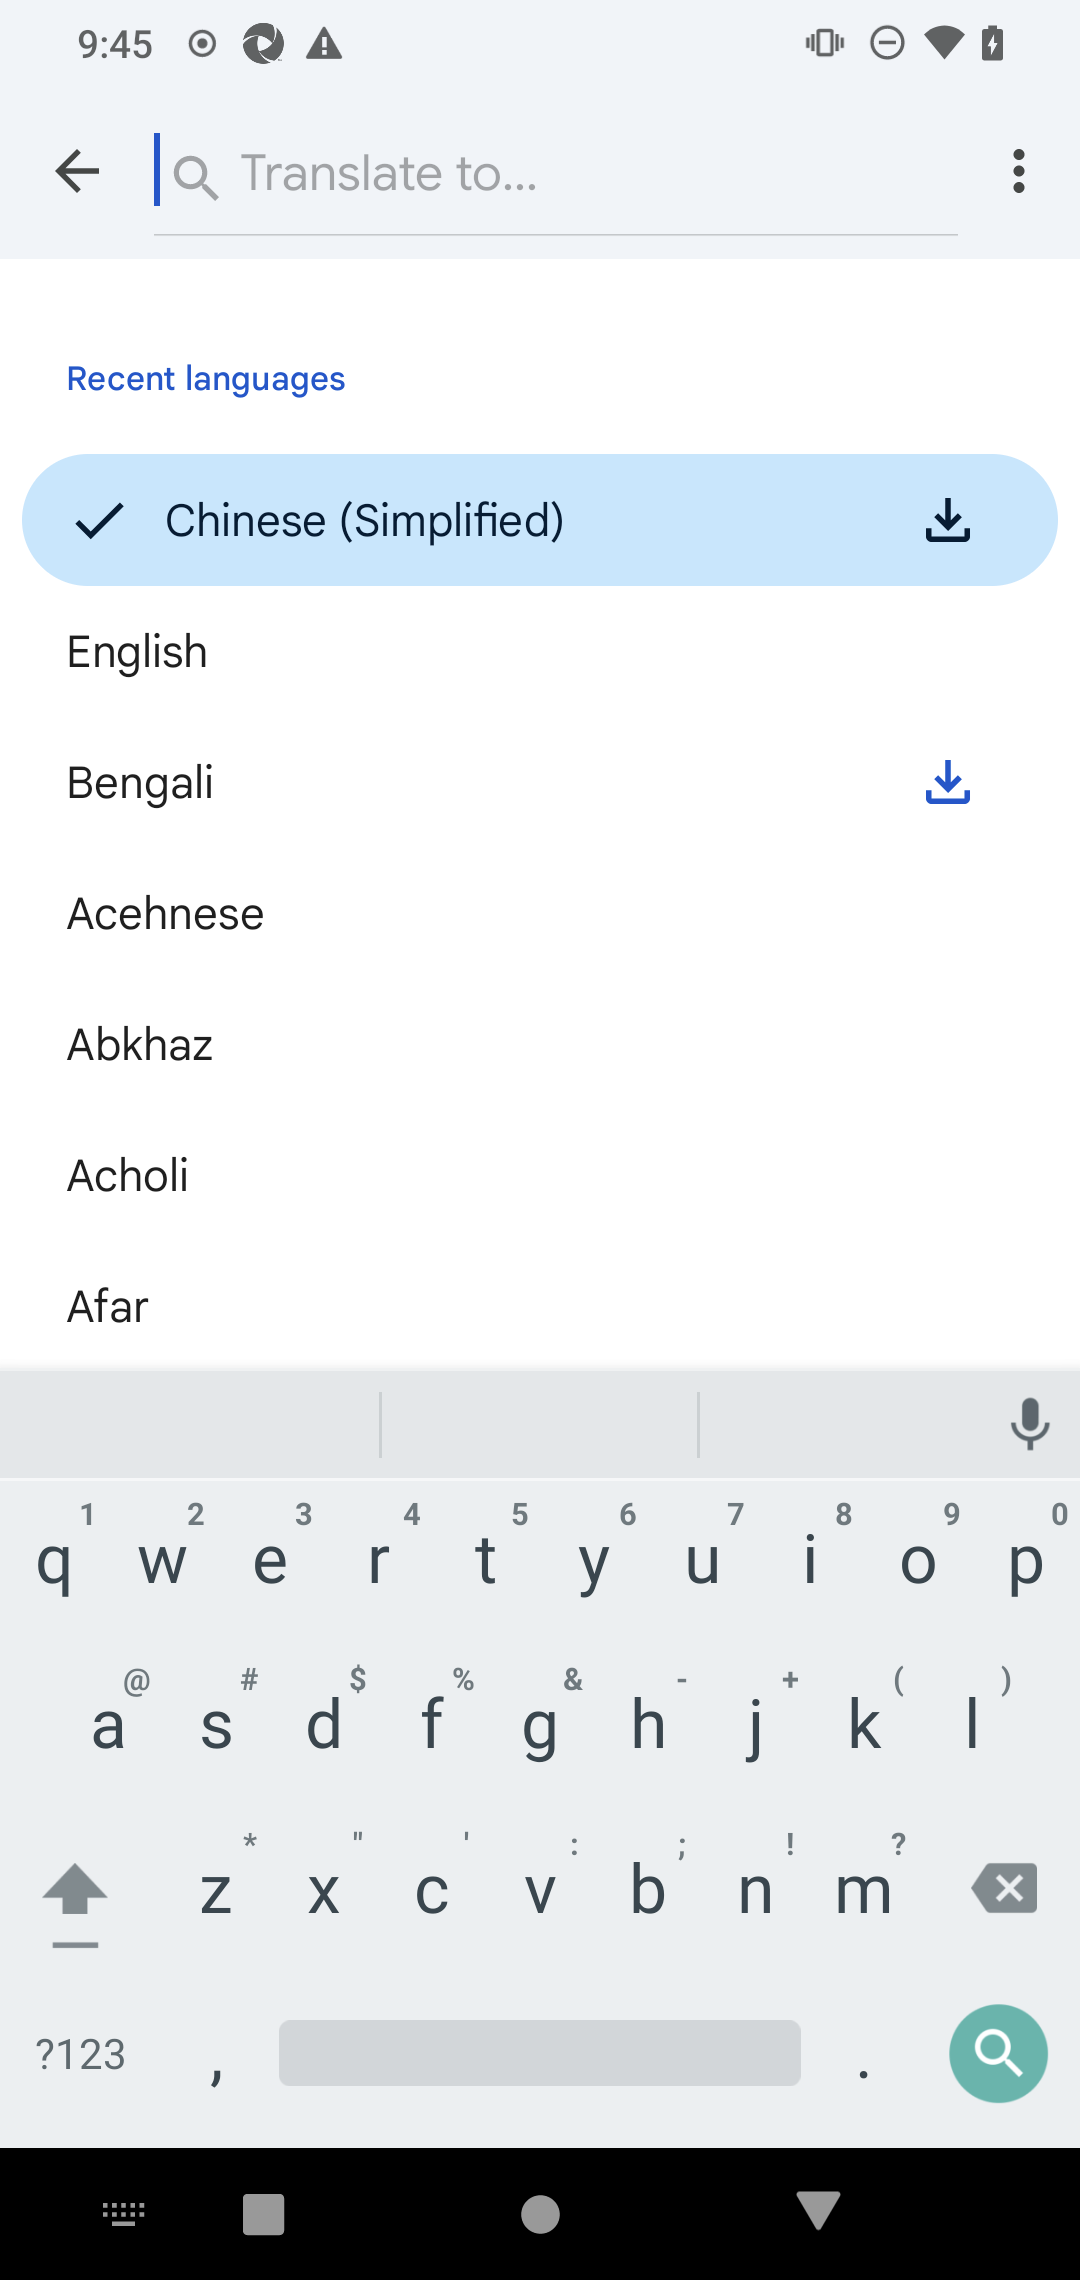 9:45
Translate to...
Recent languages
Chinese (Simplified)
English
Bengali
Acehnese
Abkhaz
Acholi
Afar
1 2 3 4 5 6 7 8 9 0
q w e r t y u i o p
@ # $ % & - + ( )
a s d f g h j k l
* " ' : ; ! ?
z x c v b n m
?123 , .